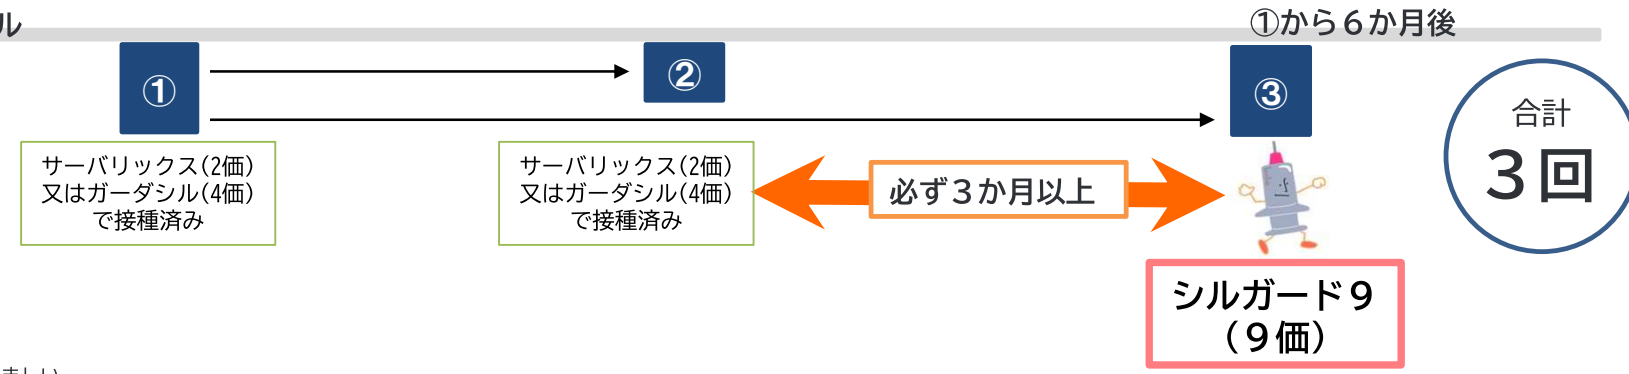 ル
①から６か月後
①
②
③
サーバリックス(2価)
又はガーダシル(4価)
で接種済み
サーバリックス(2価)
又はガーダシル(4価)
で接種済み
必ず３か月以上
シルガード９
（９価）
合計
３回